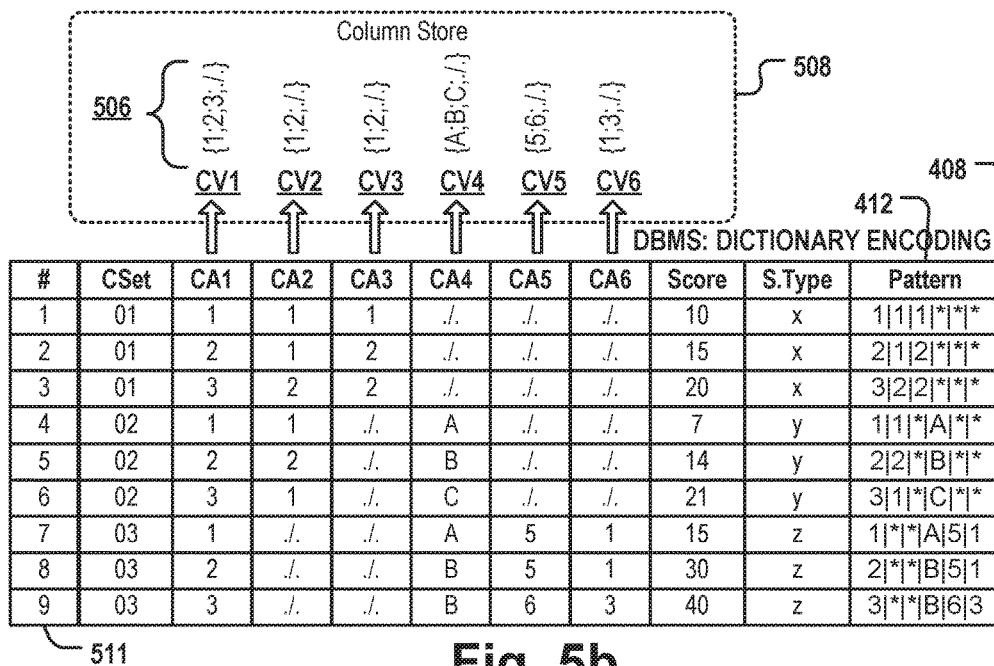 Column Store
508
506
{1;2;3;./.} {1;2;./.} {1;2;./.} {A;B;C;./.} {5;6;./.} {1;3;./.}
CV1 CV2 CV3 CV4 CV5 CV6
408
412
DBMS: DICTIONARY ENCODING
# CSet CA1 CA2 CA3 CA4 CA5 CA6 Score S.Type Pattern
1 01 1 1 1 ./. ./. ./. 10 x 1|1|1|*|*|*
2 01 2 1 2 ./. ./. ./. 15 x 2|1|2|*|*|*
3 01 3 2 2 ./. ./. ./. 20 x 3|2|2|*|*|*
4 02 1 1 ./. A ./. ./. 7 y 1|1|*|A|*|*
5 02 2 2 ./. B ./. ./. 14 y 2|2|*|B|*|*
6 02 3 1 ./. C ./. ./. 21 y 3|1|*|C|*|*
7 03 1 ./. ./. A 5 1 15 z 1|*|*|A|5|1
8 03 2 ./. ./. B 5 1 30 z 2|*|*|B|5|1
9 03 3 ./. ./. B 6 3 40 z 3|*|*|B|6|3
511
Fig. 5b